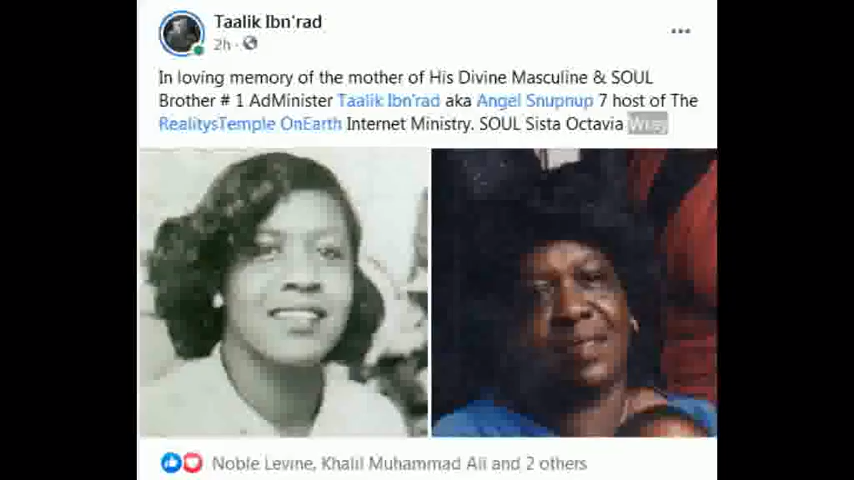 Taalik Ibn'rad
2h ·
In loving memory of the mother of His Divine Masculine & SOUL
Brother # 1 AdMinister Taalik Ibn'rad aka Angel Snupnup 7 host of The
RealitysTemple OnEarth Internet Ministry. SOUL Sista Octavia Wray
Noble Levine, Khalil Muhammad Ali and 2 others